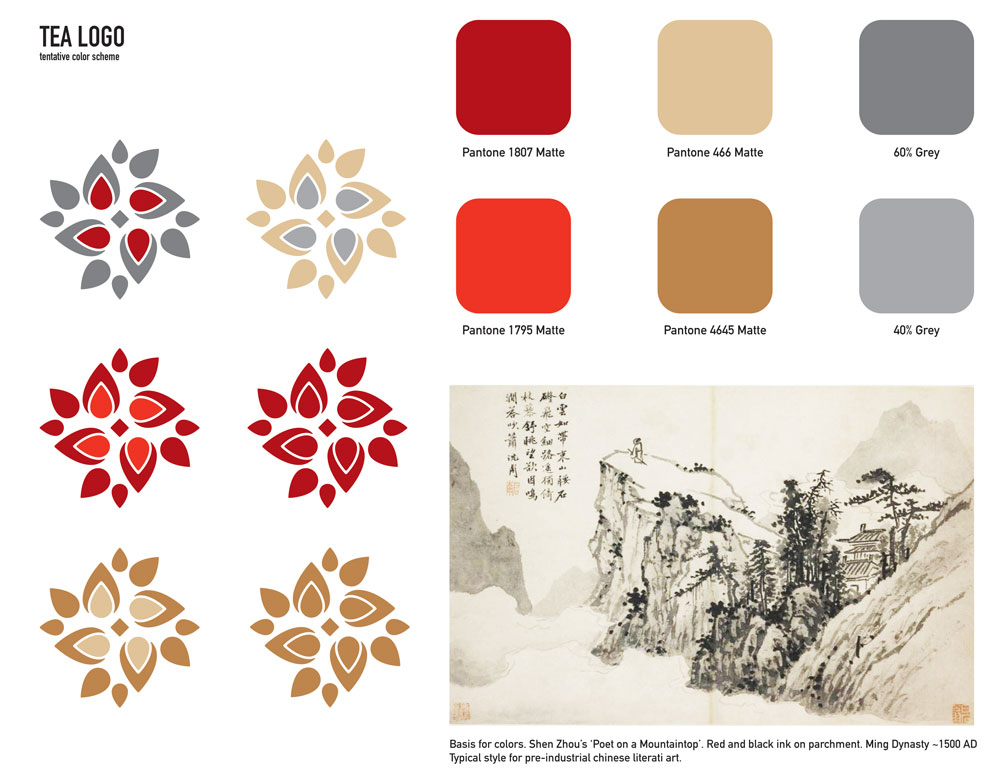 TEA LOGO
tentative color scheme
Pantone 1807 Matte
Pantone 466 Matte
60% Grey
Pantone 1795 Matte
Pantone 4645 Matte
40% Grey
白雲如帶束山腰石
磴飛空細路遙獨倚
杖藜舒眺望欲因鳴
澗答吹簫沈周
Basis for colors. Shen Zhou's 'Poet on a Mountaintop'. Red and black ink on parchment. Ming Dynasty ~1500 AD
Typical style for pre-industrial chinese literati art.